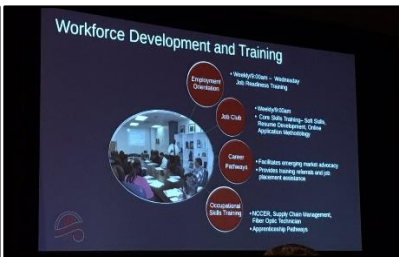 Workforce Development and Training
Employment
Orientation
• Weekly/9:00am – Wednesday
Job Readiness Training
Job Club
• Weekly/9:00am
• Core Skills Training– Soft Skills,
Resume Development, Online
Application Methodology
Career
Pathways
• Facilitates emerging market advocacy
• Provides training referrals and job
placement assistance
Occupational
Skills Training
• NCCER, Supply Chain Management,
Fiber Optic Technician
• Apprenticeship Pathways